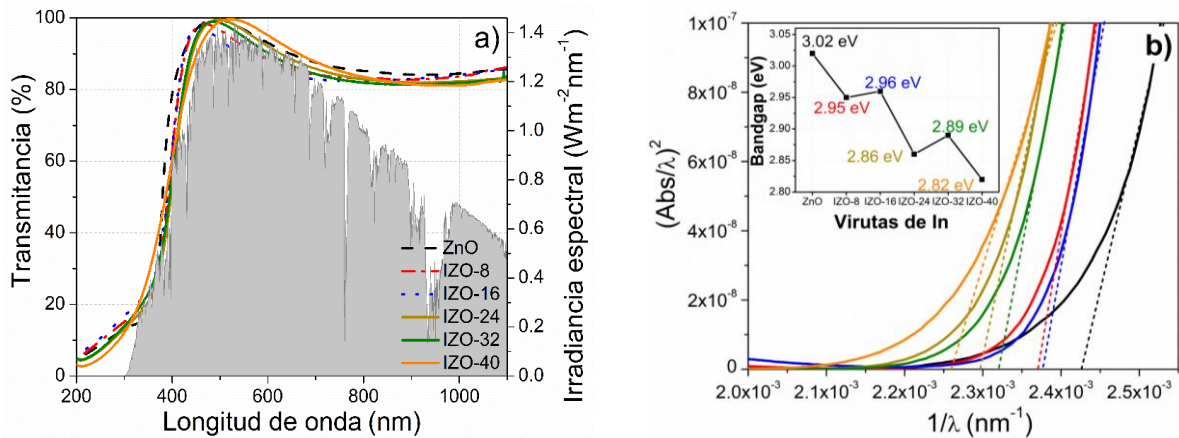 a)
Transmitancia (%)
100
80
60
40
20
0
200
400
600
800
1000
Longitud de onda (nm)
1.4
1.2
1.0
0.8
0.6
0.4
0.2
0.0
Irradiancia espectral (Wm⁻²nm⁻¹)
ZnO
IZO-8
IZO-16
IZO-24
IZO-32
IZO-40
b)
(Abs/λ)²
1x10⁻⁷
8x10⁻⁸
6x10⁻⁸
4x10⁻⁸
2x10⁻⁸
0
2.0x10⁻³
2.1x10⁻³
2.2x10⁻³
2.3x10⁻³
2.4x10⁻³
2.5x10⁻³
1/λ (nm⁻¹)
Bandgap (eV)
3.05
3.00
2.95
2.90
2.85
2.80
3.02 eV
2.95 eV
2.96 eV
2.86 eV
2.89 eV
2.82 eV
ZnO
IZO-8
IZO-16
IZO-24
IZO-32
IZO-40
Virutas de In